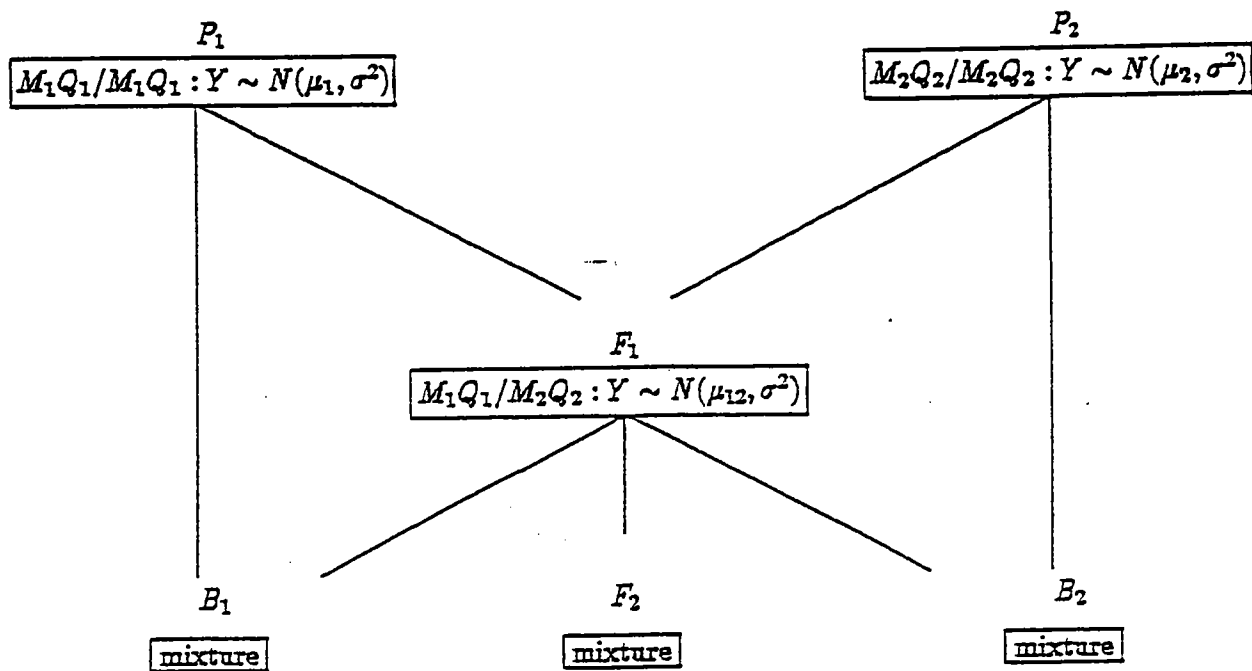 P₁
M₁Q₁/M₁Q₁ : Y ~ N(μ₁, σ²)
P₂
M₂Q₂/M₂Q₂ : Y ~ N(μ₂, σ²)
F₁
M₁Q₁/M₂Q₂ : Y ~ N(μ₁₂, σ²)
B₁
F₂
B₂
mixture
mixture
mixture